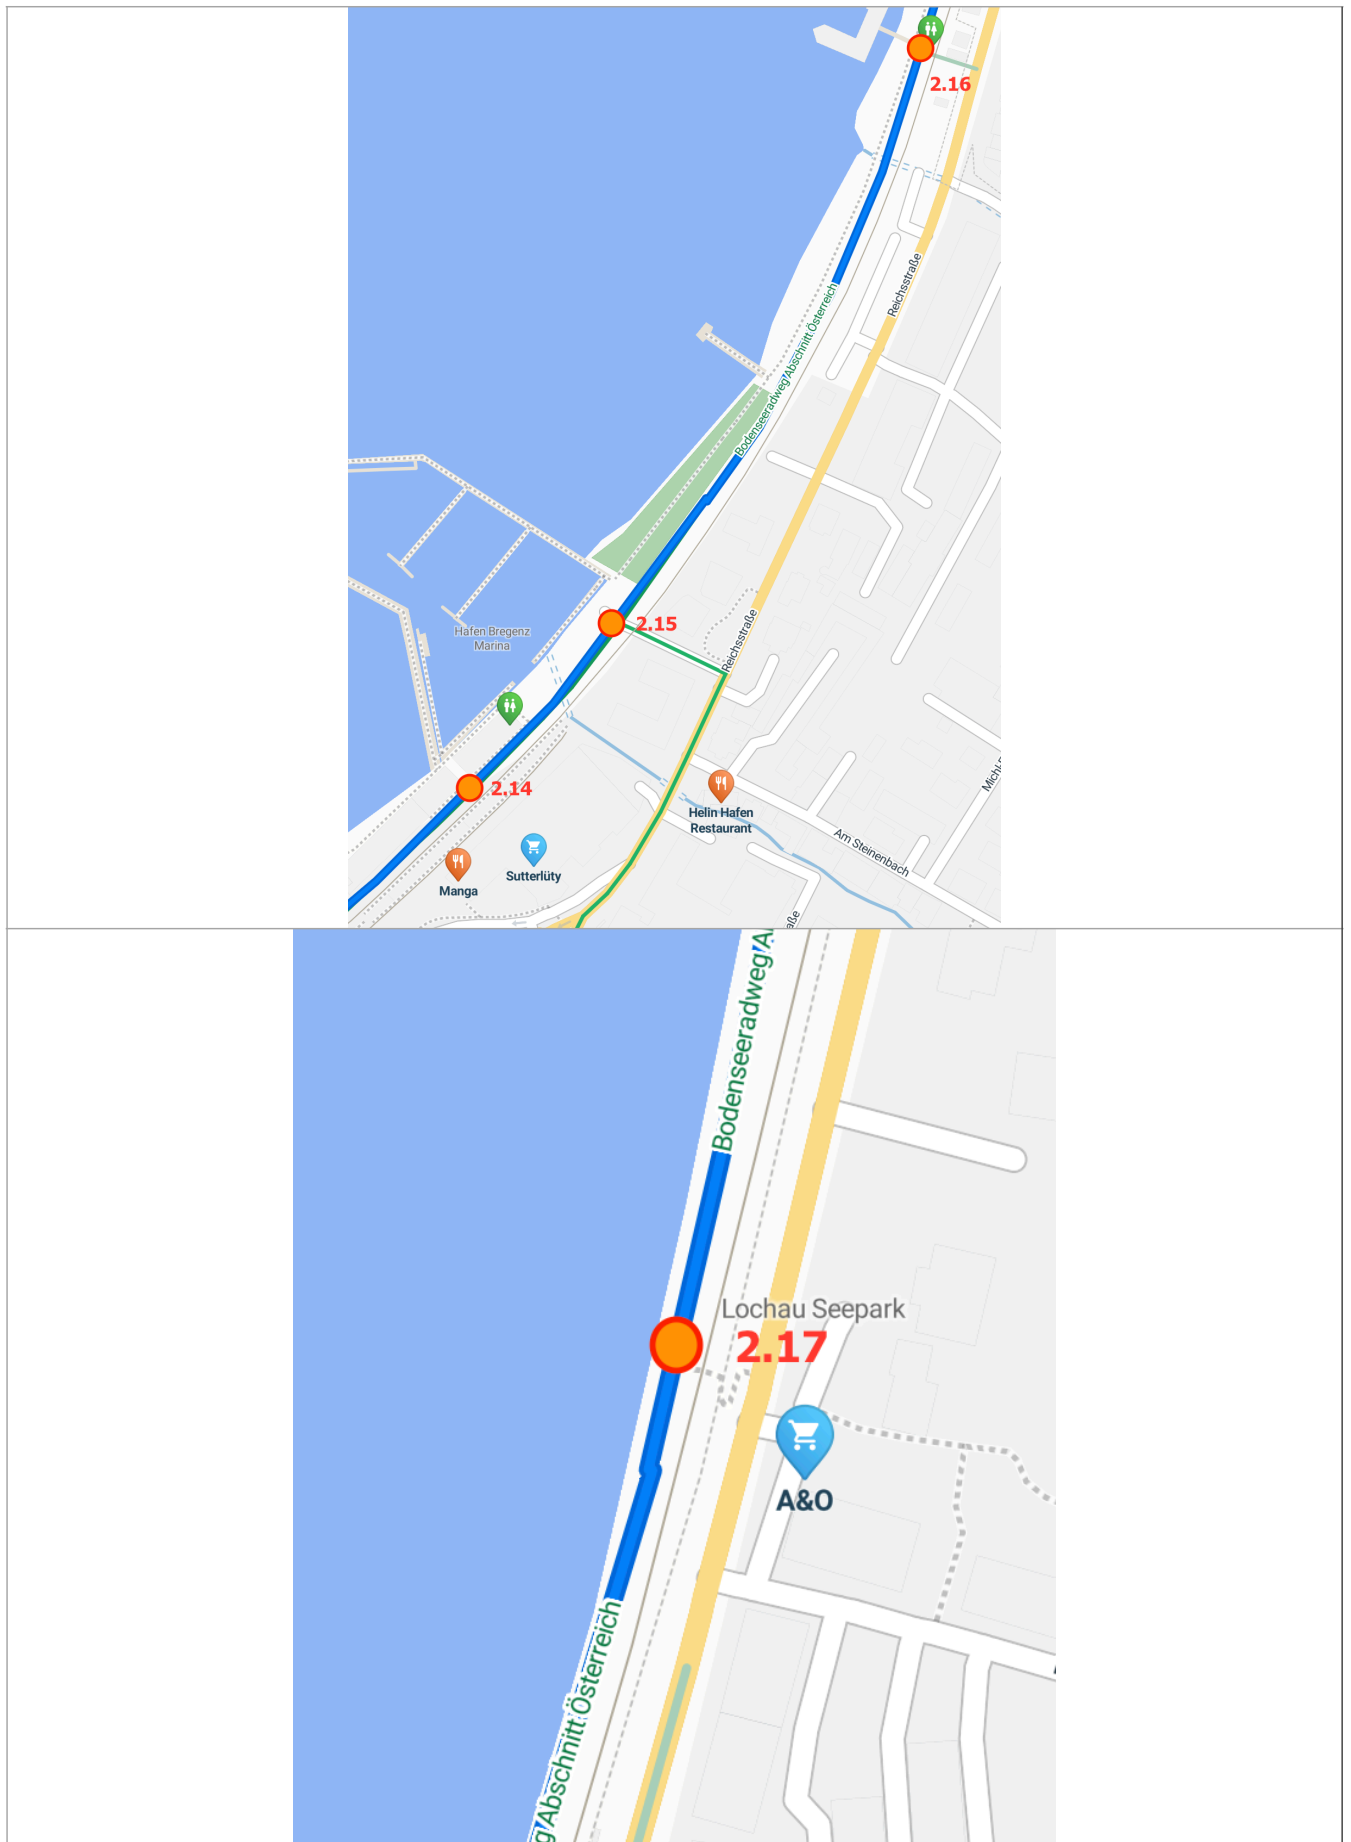 2.16
Reichsstraße
Bodenseeradweg Abschnitt Österreich
2.15
Hafen Bregenz
Marina
Reichsstraße
2.14
Helin Hafen
Restaurant
Am Steinenbach
Manga
Sutterlüty
Bodenseeradweg
Lochau Seepark
2.17
A&O
Abschnitt Österreich